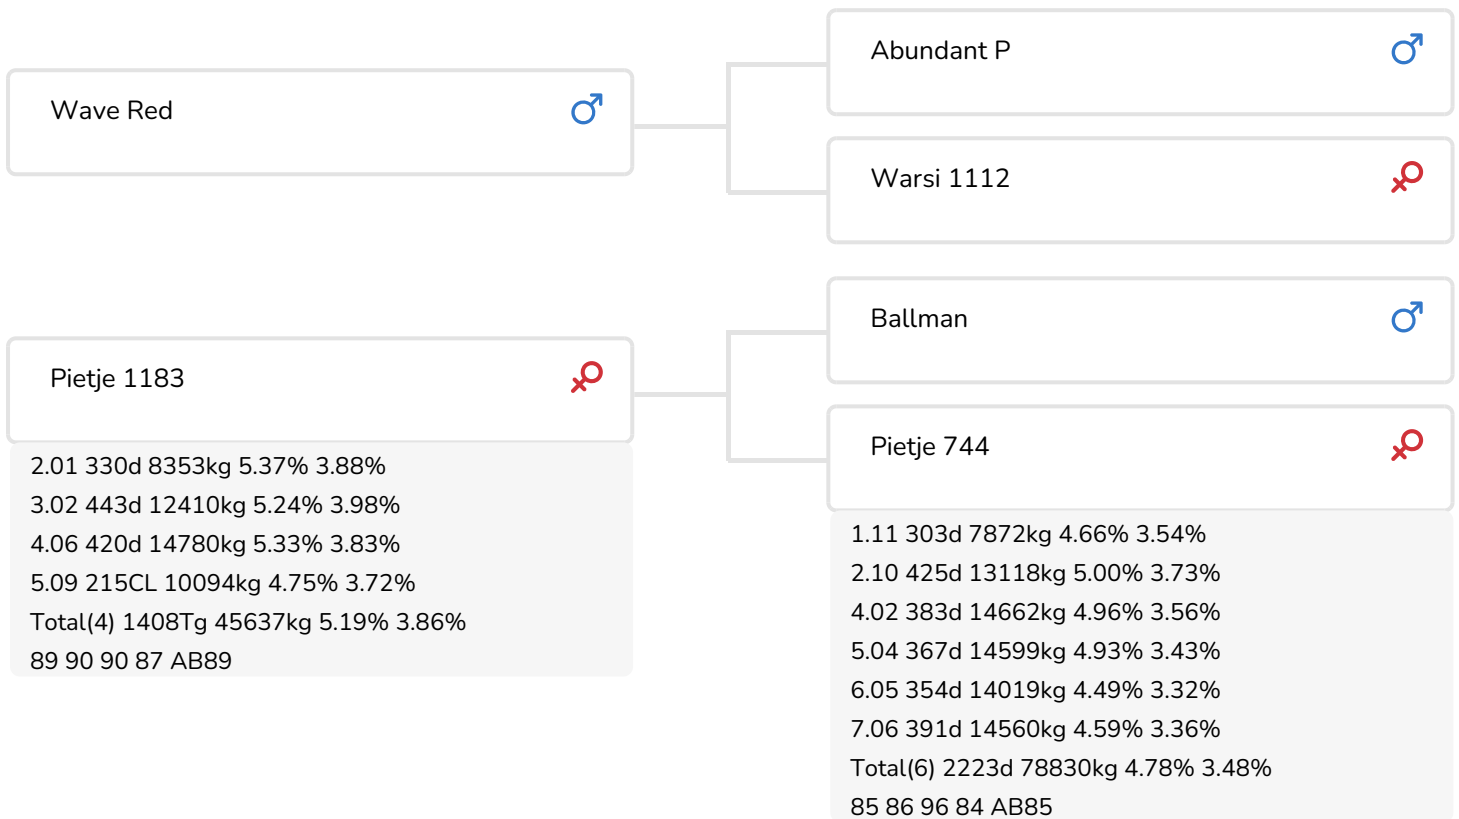 Wave Red
Abundant P
Warsi 1112
Pietje 1183
2.01 330d 8353kg 5.37% 3.88%
3.02 443d 12410kg 5.24% 3.98%
4.06 420d 14780kg 5.33% 3.83%
5.09 215CL 10094kg 4.75% 3.72%
Total(4) 1408Tg 45637kg 5.19% 3.86%
89 90 90 87 AB89
Ballman
Pietje 744
1.11 303d 7872kg 4.66% 3.54%
2.10 425d 13118kg 5.00% 3.73%
4.02 383d 14662kg 4.96% 3.56%
5.04 367d 14599kg 4.93% 3.43%
6.05 354d 14019kg 4.49% 3.32%
7.06 391d 14560kg 4.59% 3.36%
Total(6) 2223d 78830kg 4.78% 3.48%
85 86 96 84 AB85